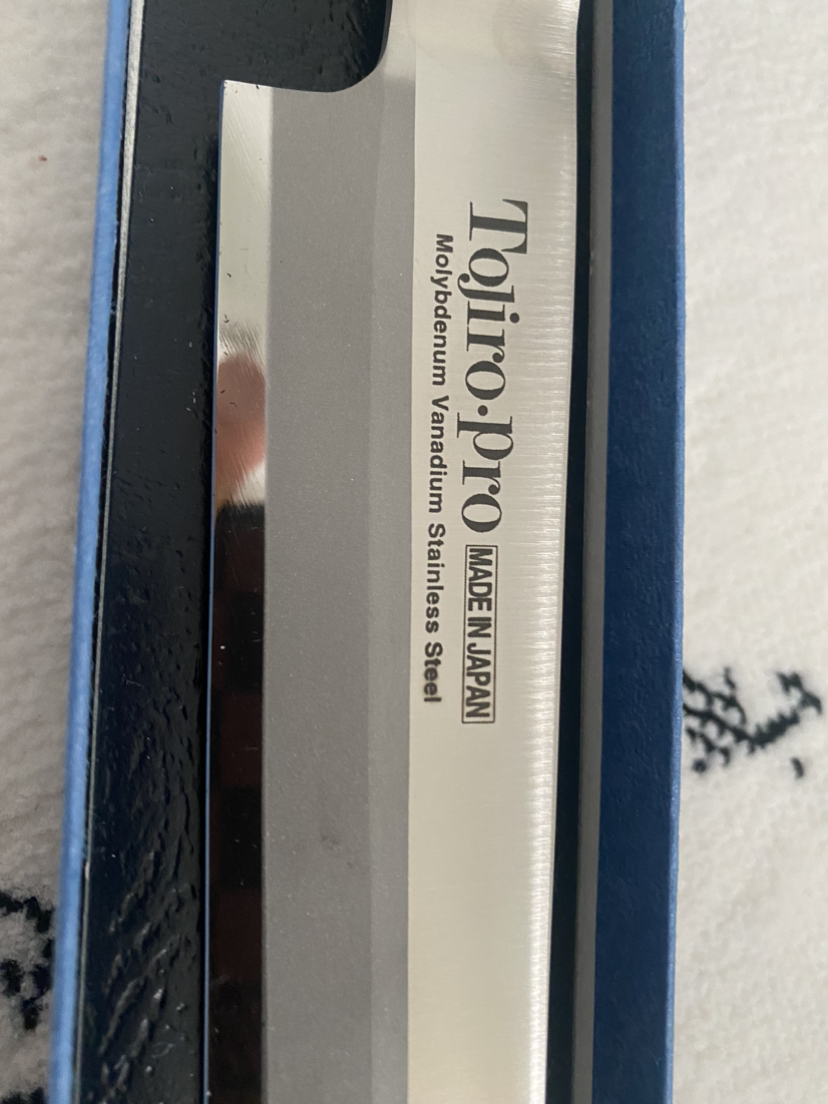 Tojiro·pro MADE IN JAPAN
Molybdenum Vanadium Stainless Steel